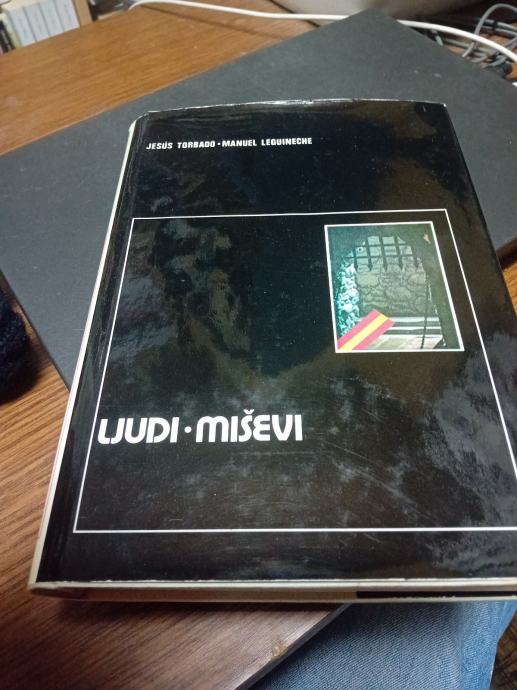 JESÚS TORBADO • MANUEL LEGUINECHE
LJUDI • MIŠEVI